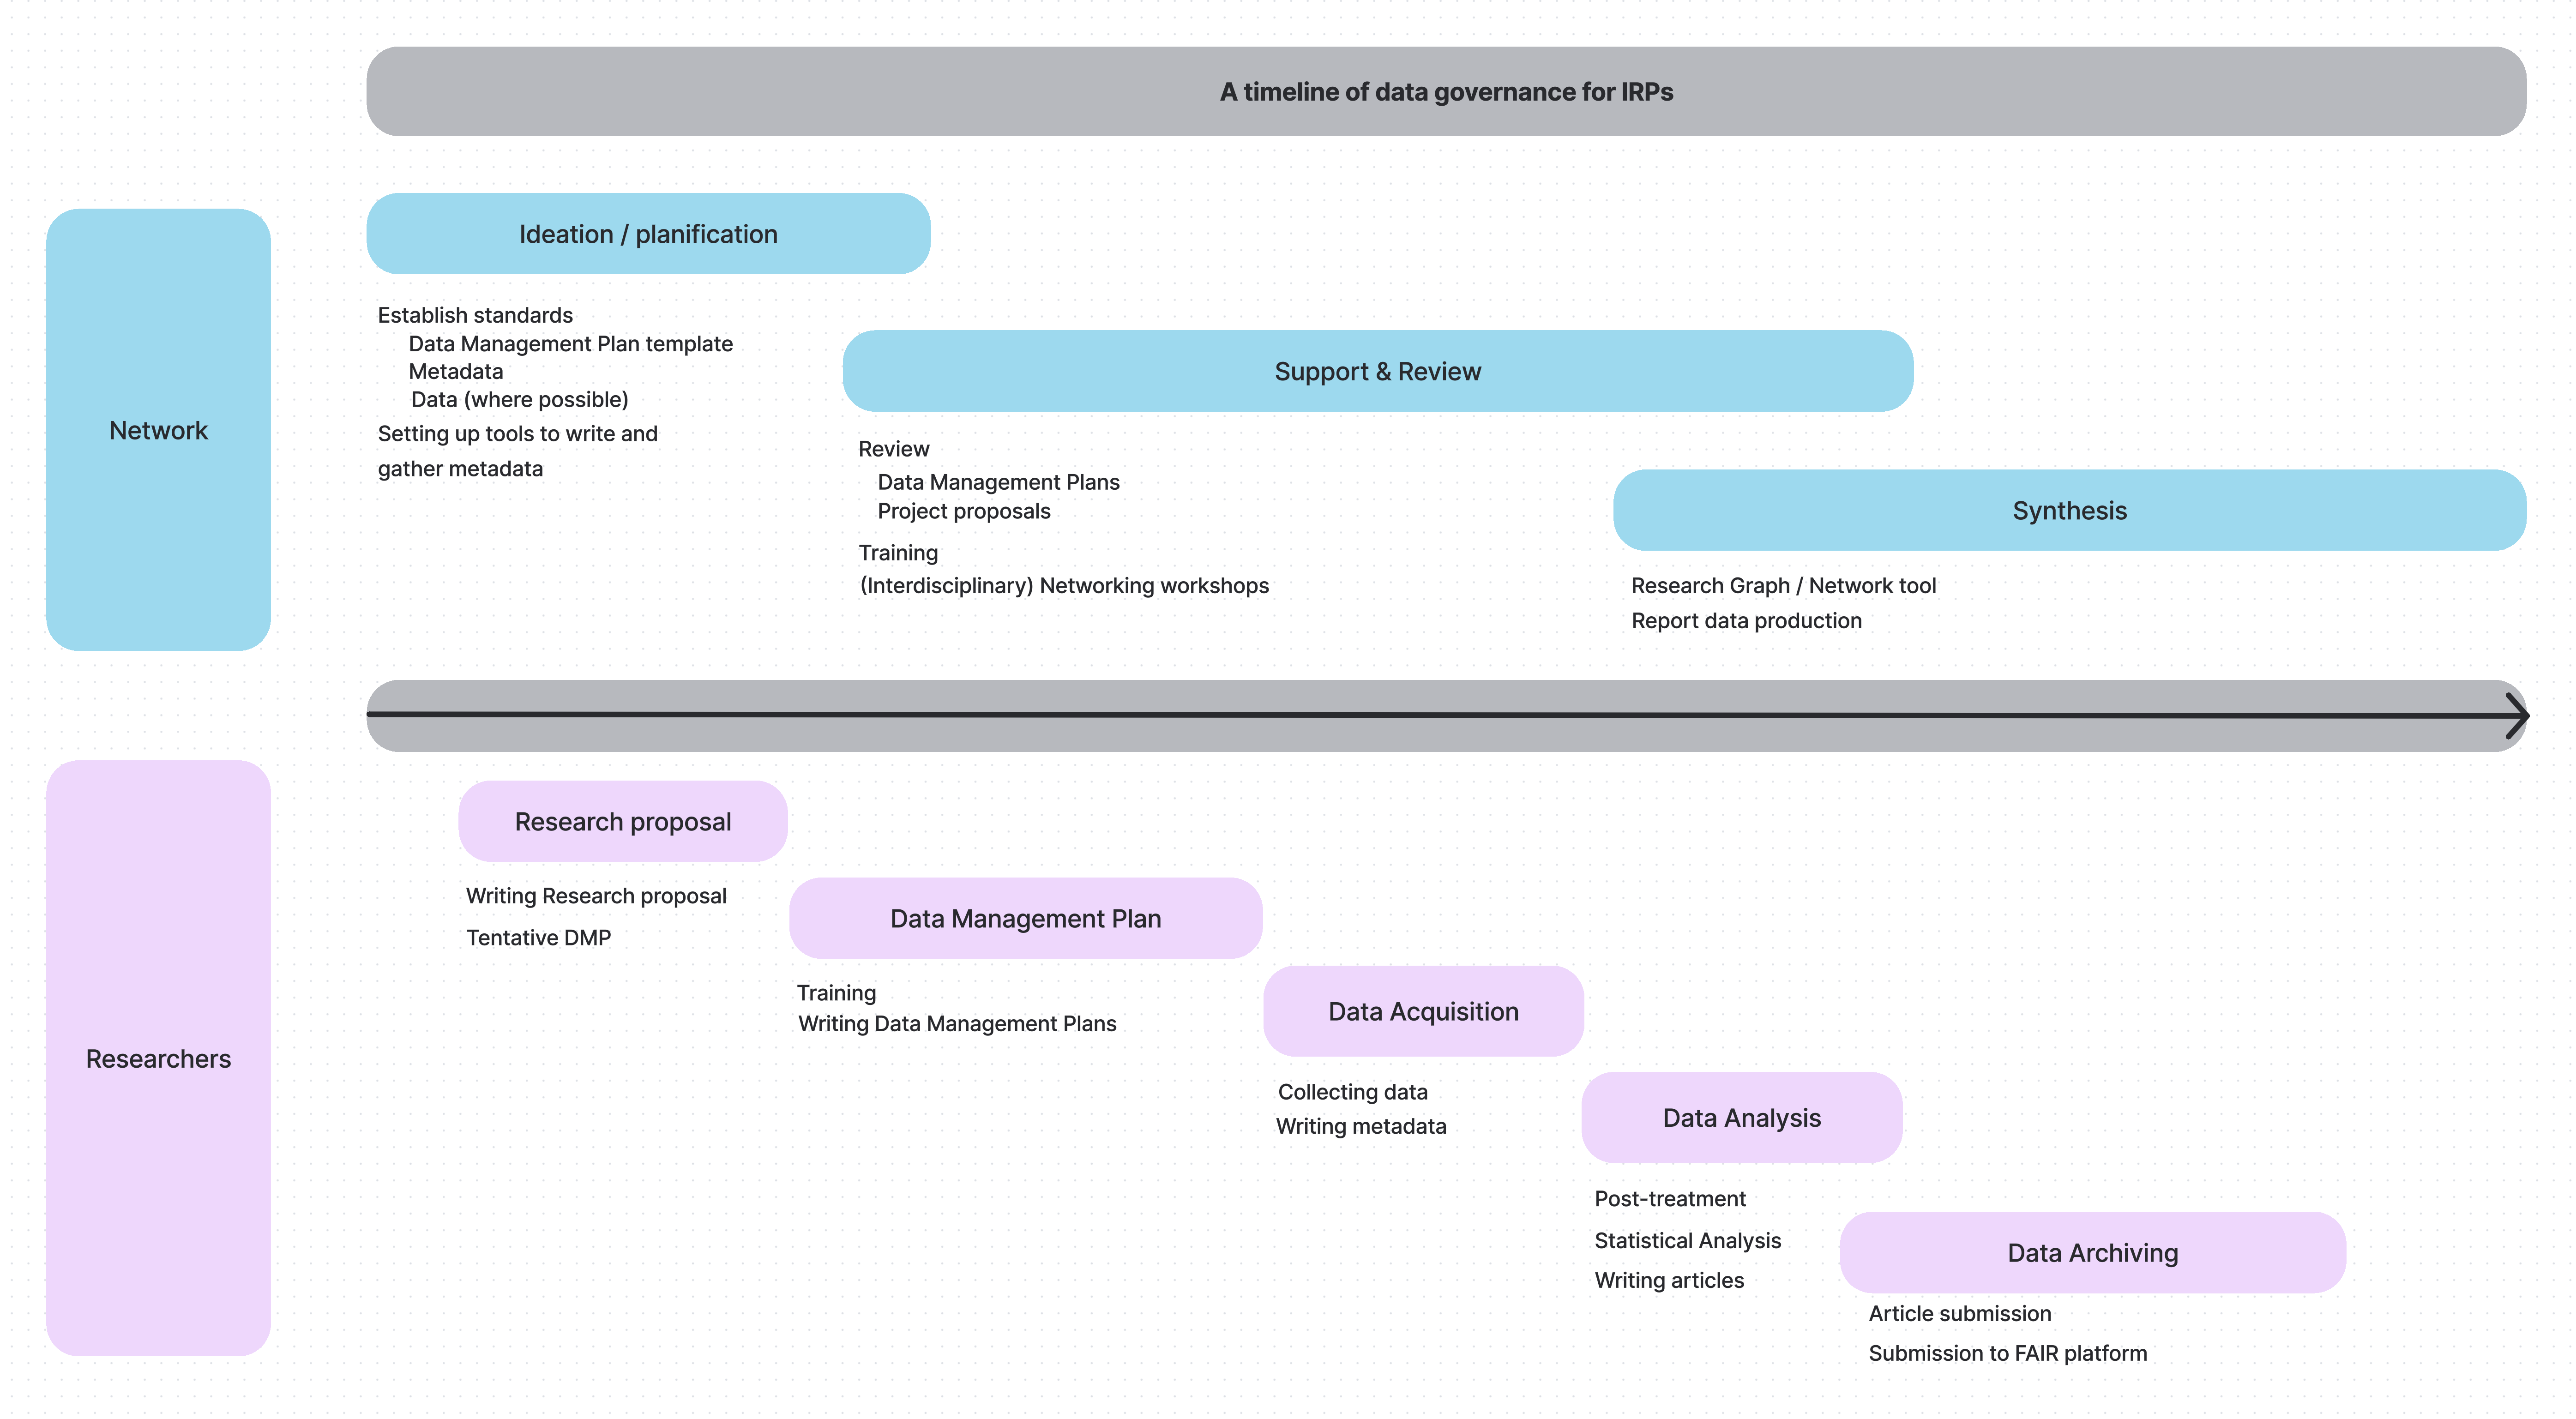 A timeline of data governance for IRPs
Network
Ideation / planification
Establish standards
Data Management Plan template
Metadata
Data (where possible)
Setting up tools to write and
gather metadata
Support & Review
Review
Data Management Plans
Project proposals
Training
(Interdisciplinary) Networking workshops
Synthesis
Research Graph / Network tool
Report data production
Researchers
Research proposal
Writing Research proposal
Tentative DMP
Data Management Plan
Training
Writing Data Management Plans
Data Acquisition
Collecting data
Writing metadata
Data Analysis
Post-treatment
Statistical Analysis
Writing articles
Data Archiving
Article submission
Submission to FAIR platform